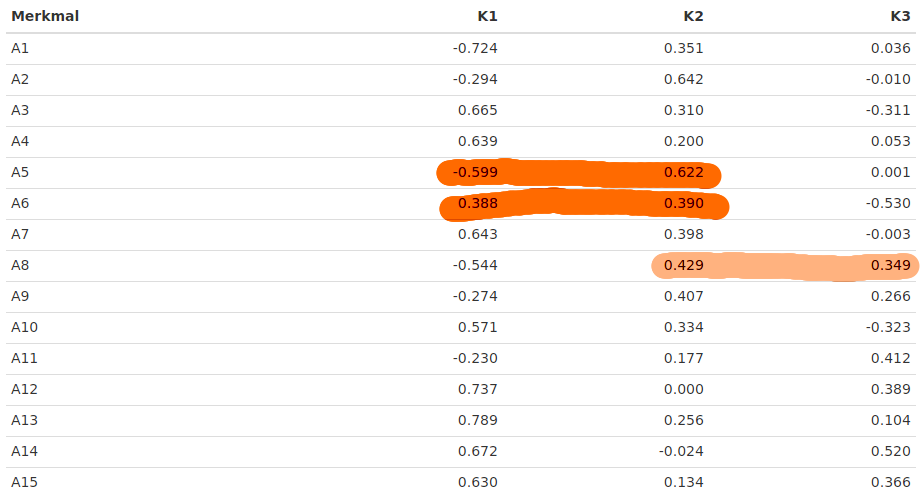 Merkmal K1 K2 K3
A1 -0.724 0.351 0.036
A2 -0.294 0.642 -0.010
A3 0.665 0.310 -0.311
A4 0.639 0.200 0.053
A5 -0.599 0.622 0.001
A6 0.388 0.390 -0.530
A7 0.643 0.398 -0.003
A8 -0.544 0.429 0.349
A9 -0.274 0.407 0.266
A10 0.571 0.334 -0.323
A11 -0.230 0.177 0.412
A12 0.737 0.000 0.389
A13 0.789 0.256 0.104
A14 0.672 -0.024 0.520
A15 0.630 0.134 0.366